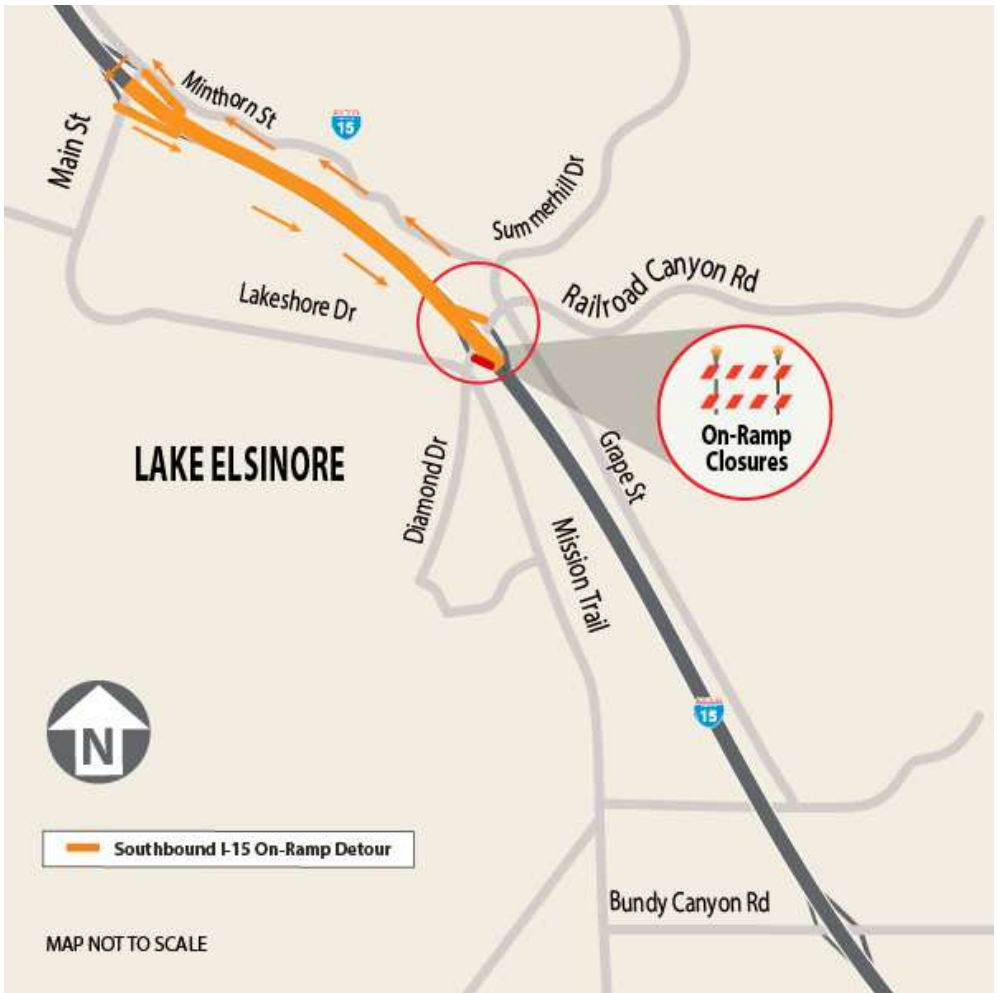 Minthorn St
15
Main St
Summerhill Dr
Railroad Canyon Rd
Lakeshore Dr
On-Ramp
Closures
LAKE ELSINORE
Diamond Dr
Grape St
Mission Trail
15
N
Southbound I-15 On-Ramp Detour
Bundy Canyon Rd
MAP NOT TO SCALE